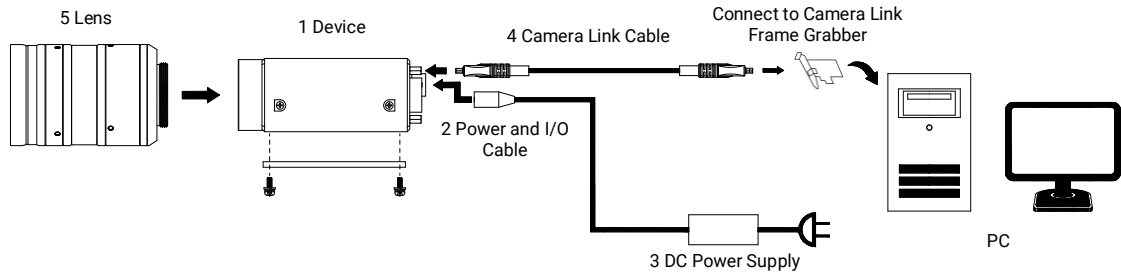 5 Lens
1 Device
4 Camera Link Cable
Connect to Camera Link
Frame Grabber
2 Power and I/O
Cable
3 DC Power Supply
PC